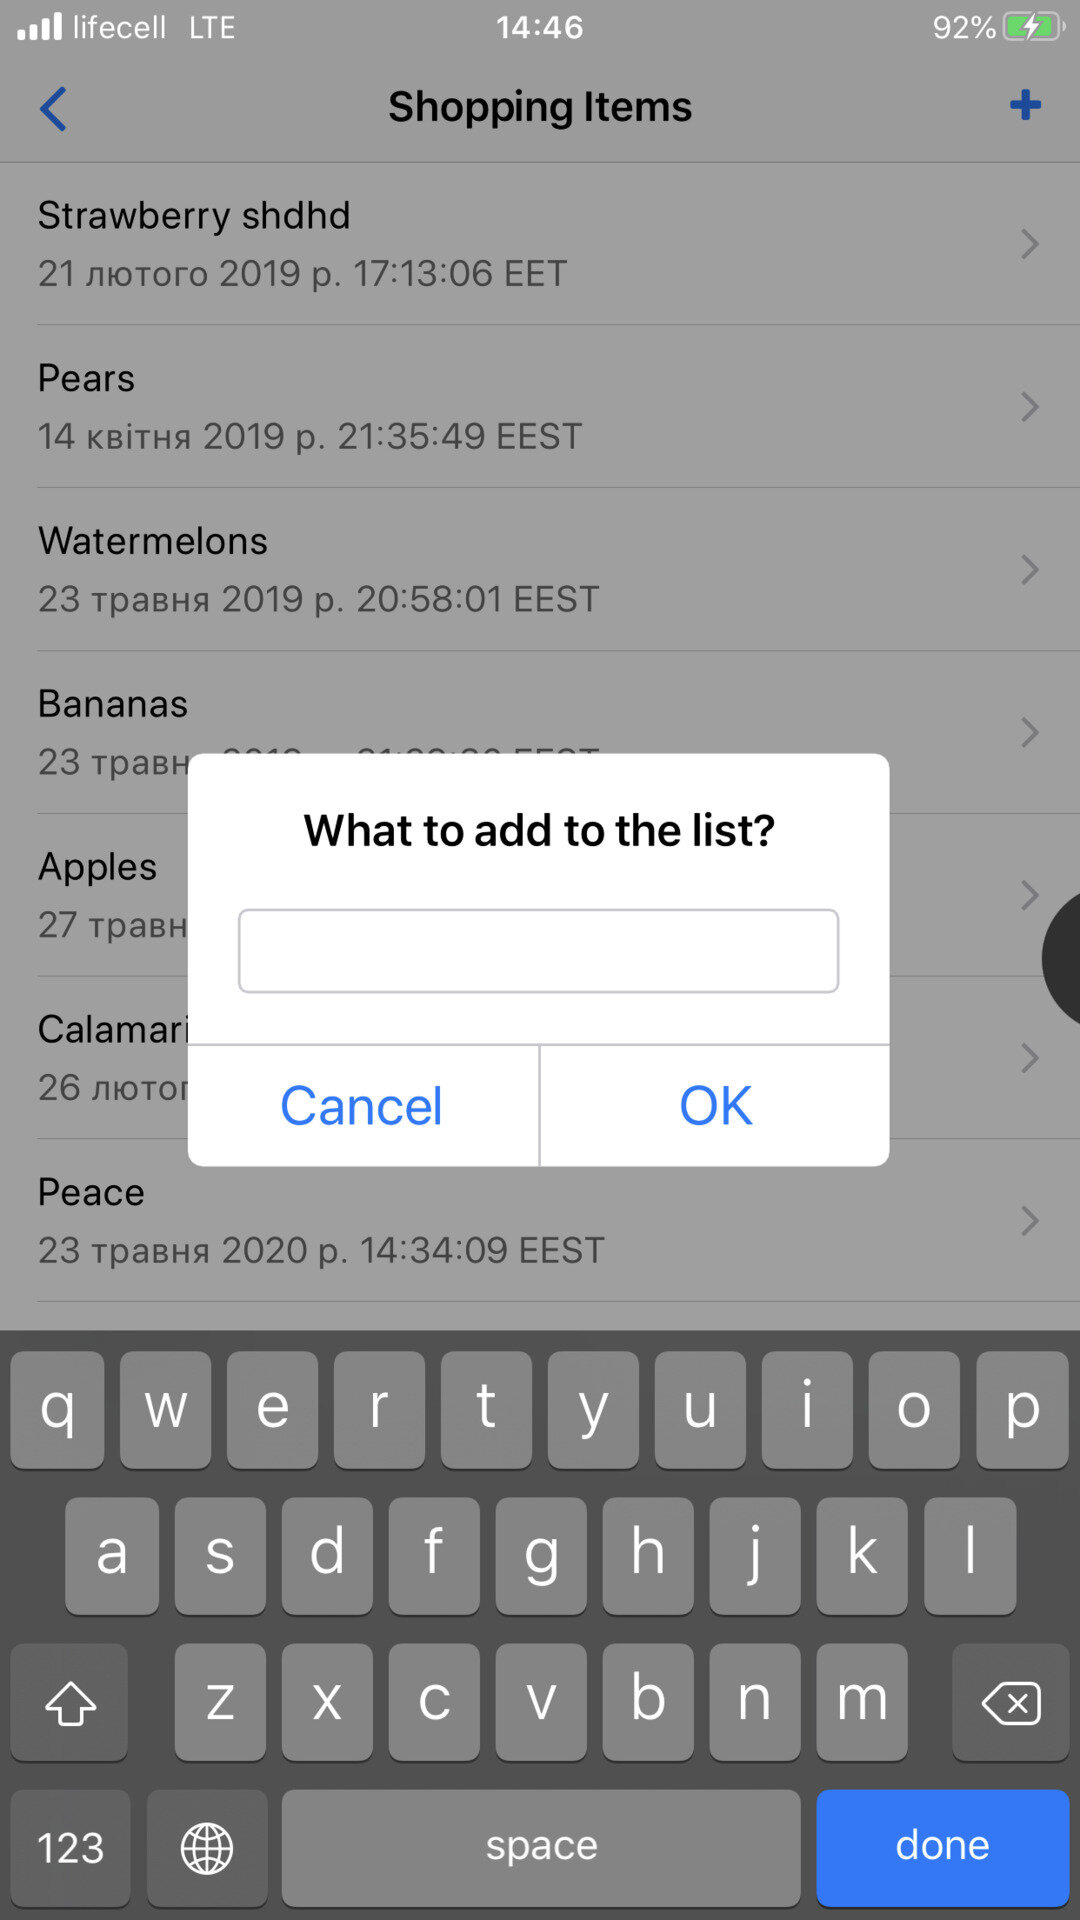 lifecell LTE 14:46 92%
Shopping Items
Strawberry shdhd
21 лютого 2019 р. 17:13:06 EET
Pears
14 квітня 2019 р. 21:35:49 EEST
Watermelons
23 травня 2019 р. 20:58:01 EEST
Bananas
23 травн
Apples
27 травн
Calamari
26 лютог
Peace
23 травня 2020 р. 14:34:09 EEST
What to add to the list?
Cancel OK
q w e r t y u i o p
a s d f g h j k l
z x c v b n m
123 space done